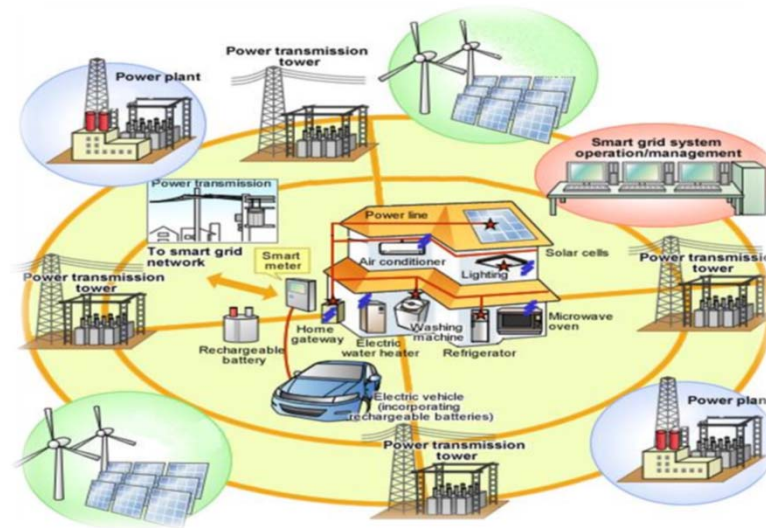 Power transmission
tower
Power plant
Smart grid system
operation/management
Power transmission
Power line
To smart grid
network
Smart
meter
Air conditioner
Lighting
Solar cells
Power transmission
tower
Power transmission
tower
Rechargeable
battery
Home
gateway
Electric
water heater
Washing
machine
Refrigerator
Microwave
oven
Electric vehicle
(incorporating
rechargeable batteries)
Power transmission
tower
Power plant